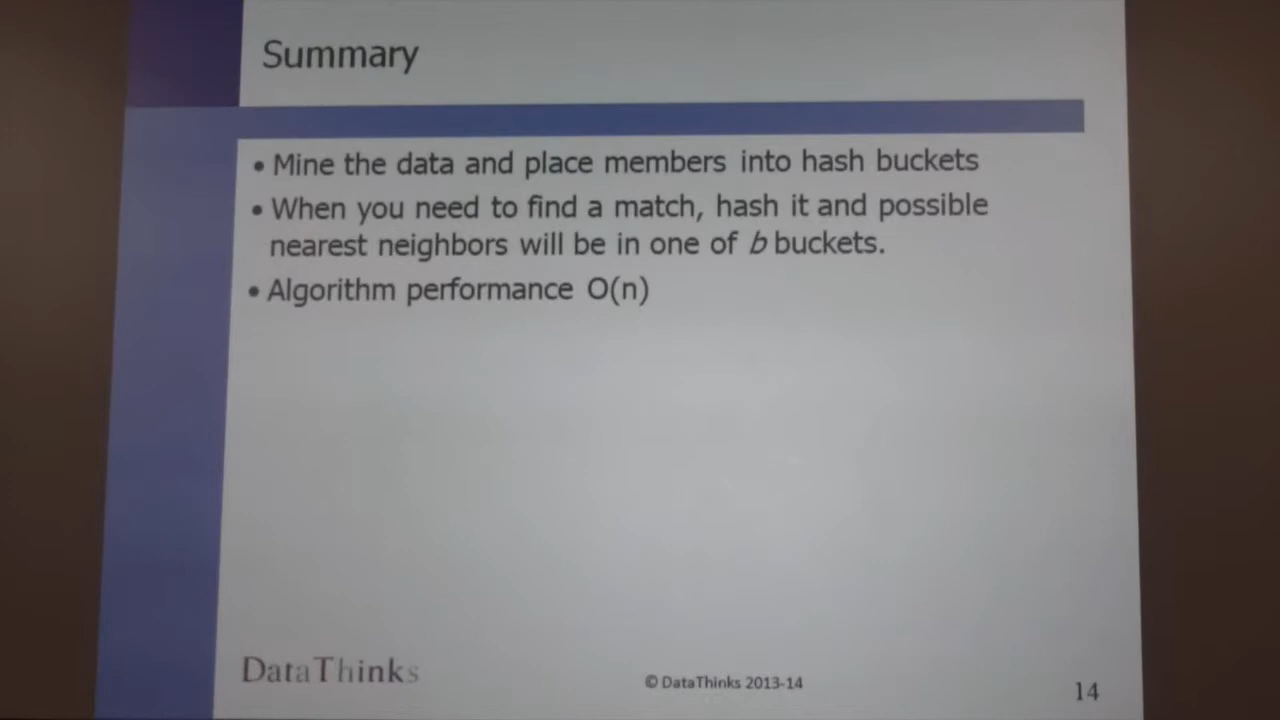 Summary
• Mine the data and place members into hash buckets
• When you need to find a match, hash it and possible
nearest neighbors will be in one of b buckets.
• Algorithm performance O(n)
DataThinks
© DataThinks 2013-14
14